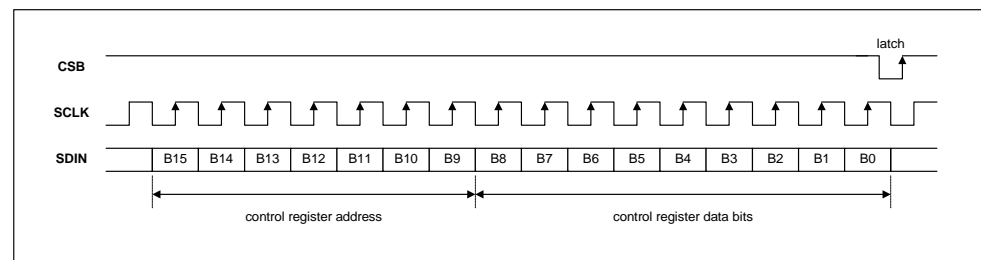 latch
CSB
SCLK
SDIN B15 B14 B13 B12 B11 B10 B9 B8 B7 B6 B5 B4 B3 B2 B1 B0
control register address control register data bits